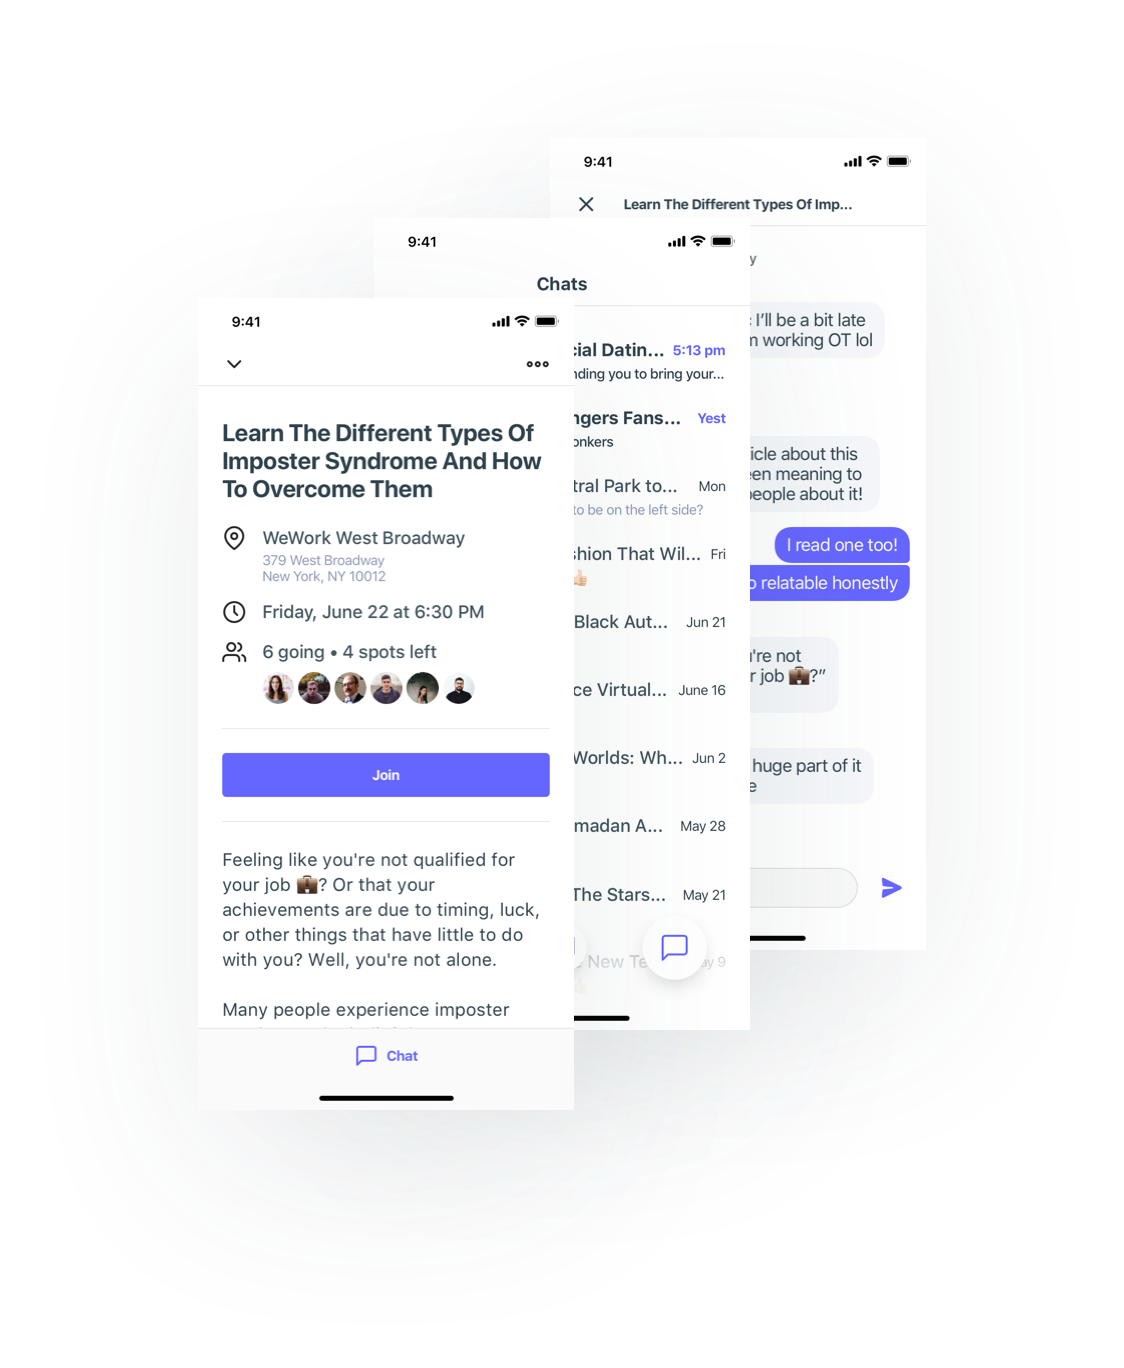 9:41
Learn The Different Types Of
Imposter Syndrome And How
To Overcome Them
WeWork West Broadway
379 West Broadway
New York, NY 10012
Friday, June 22 at 6:30 PM
6 going • 4 spots left
Join
Feeling like you're not qualified for
your job 💼? Or that your
achievements are due to timing, luck,
or other things that have little to do
with you? Well, you're not alone.
Many people experience imposter
Chat
9:41
Chats
cial Datin... 5:13 pm
nding you to bring your...
ngers Fans... Yest
onkers
tral Park to... Mon
to be on the left side?
shion That Wil... Fri
👍🏻
Black Aut... Jun 21
ce Virtual... June 16
Worlds: Wh... Jun 2
madan A... May 28
The Stars... May 21
New Te
ay 9
9:41
Learn The Different Types Of Imp...
y
I'll be a bit late
working OT lol
icle about this
een meaning to
people about it!
I read one too!
o relatable honestly
u're not
r job 💼?”
huge part of it
e